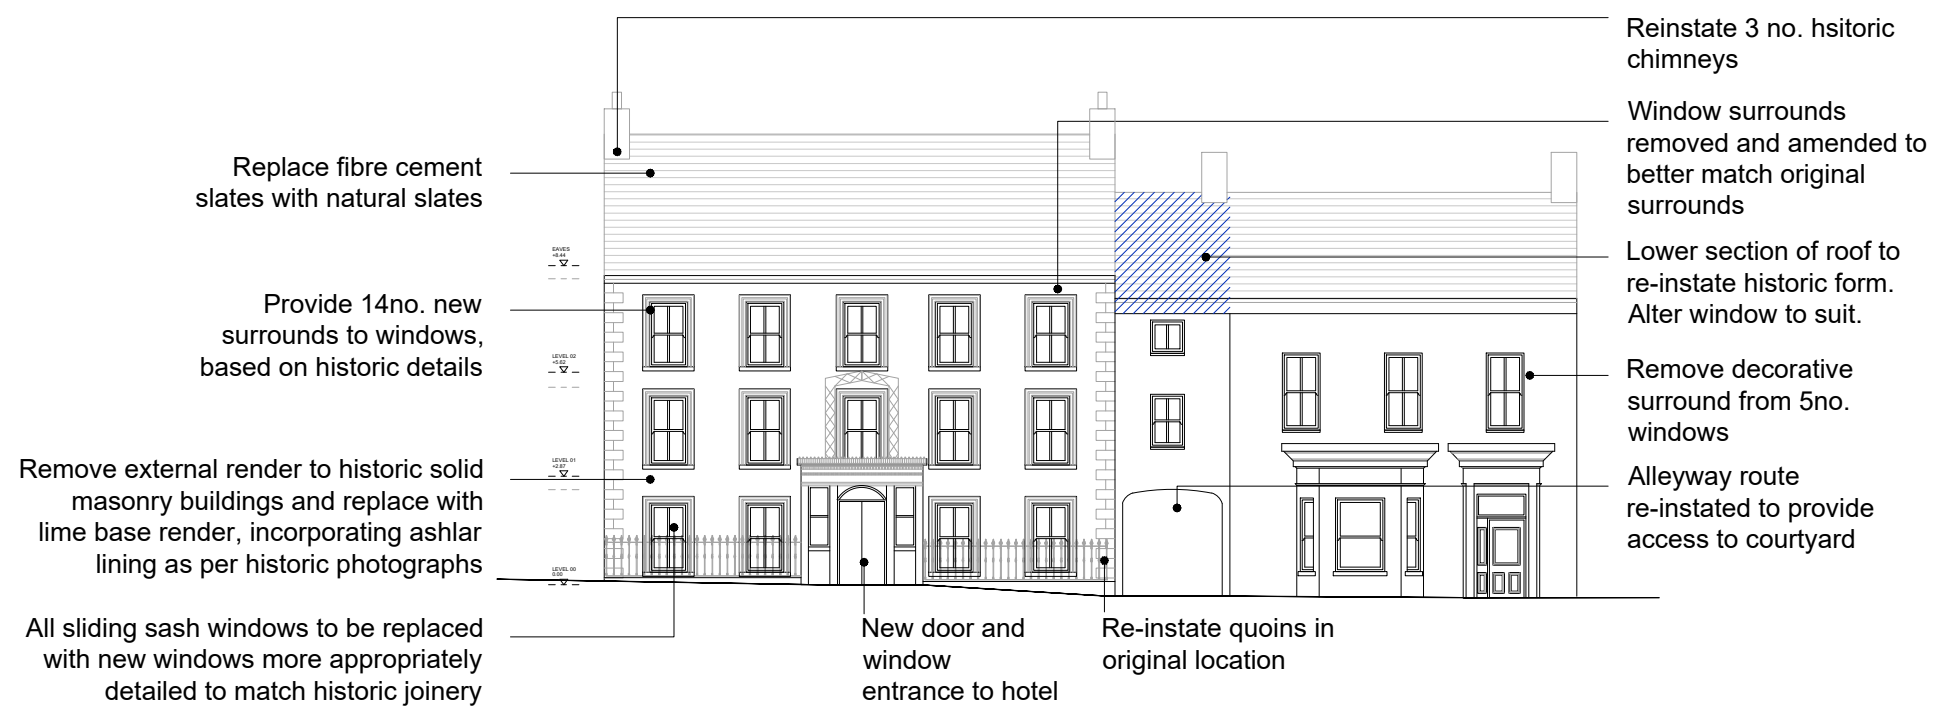 Reinstate 3 no. hsitoric
chimneys
Window surrounds
removed and amended to
better match original
surrounds
Lower section of roof to
re-instate historic form.
Alter window to suit.
Remove decorative
surround from 5no.
windows
Alleyway route
re-instated to provide
access to courtyard
Replace fibre cement
slates with natural slates
Provide 14no. new
surrounds to windows,
based on historic details
Remove external render to historic solid
masonry buildings and replace with
lime base render, incorporating ashlar
lining as per historic photographs
All sliding sash windows to be replaced
with new windows more appropriately
detailed to match historic joinery
EAVES
+8.44
LEVEL 02
+5.62
LEVEL 01
+2.87
LEVEL 00
0.00
New door and
window
entrance to hotel
Re-instate quoins in
original location